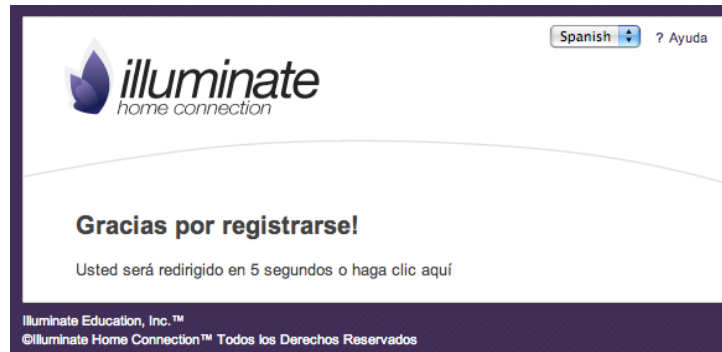 Spanish
? Ayuda
illuminate
home connection
Gracias por registrarse!
Usted será redirigido en 5 segundos o haga clic aquí
Illuminate Education, Inc.™
©Illuminate Home Connection™ Todos los Derechos Reservados